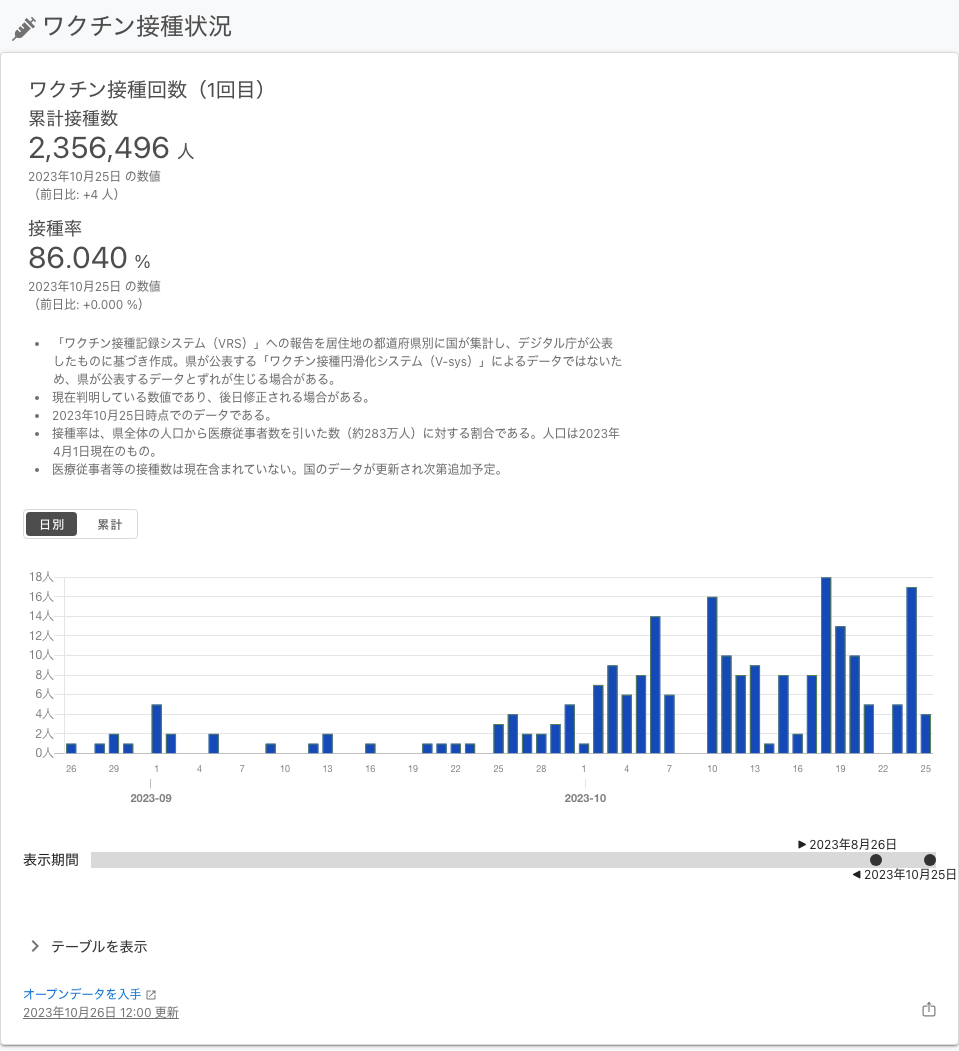 ワクチン接種状況
ワクチン接種回数（1回目）
累計接種数
2,356,496 人
2023年10月25日 の数値
（前日比: +4 人）
接種率
86.040 %
2023年10月25日 の数値
（前日比: +0.000 %）
• 「ワクチン接種記録システム（VRS）」への報告を居住地の都道府県別に国が集計し、デジタル庁が公表
したものに基づき作成。県が公表する「ワクチン接種円滑化システム（V-sys）」によるデータではないた
め、県が公表するデータとずれが生じる場合がある。
• 現在判明している数値であり、後日修正される場合がある。
• 2023年10月25日時点でのデータである。
• 接種率は、県全体の人口から医療従事者数を引いた数（約283万人）に対する割合である。人口は2023年
4月1日現在のもの。
• 医療従事者等の接種数は現在含まれていない。国のデータが更新され次第追加予定。
日別 累計
18人
16人
14人
12人
10人
8人
6人
4人
2人
0人
26 29 1 4 7 10 13 16 19 22 25 28 1 4 7 10 13 16 19 22 25
2023-09 2023-10
▶ 2023年8月26日
表示期間
◀ 2023年10月25日
テーブルを表示
オープンデータを入手
2023年10月26日 12:00 更新